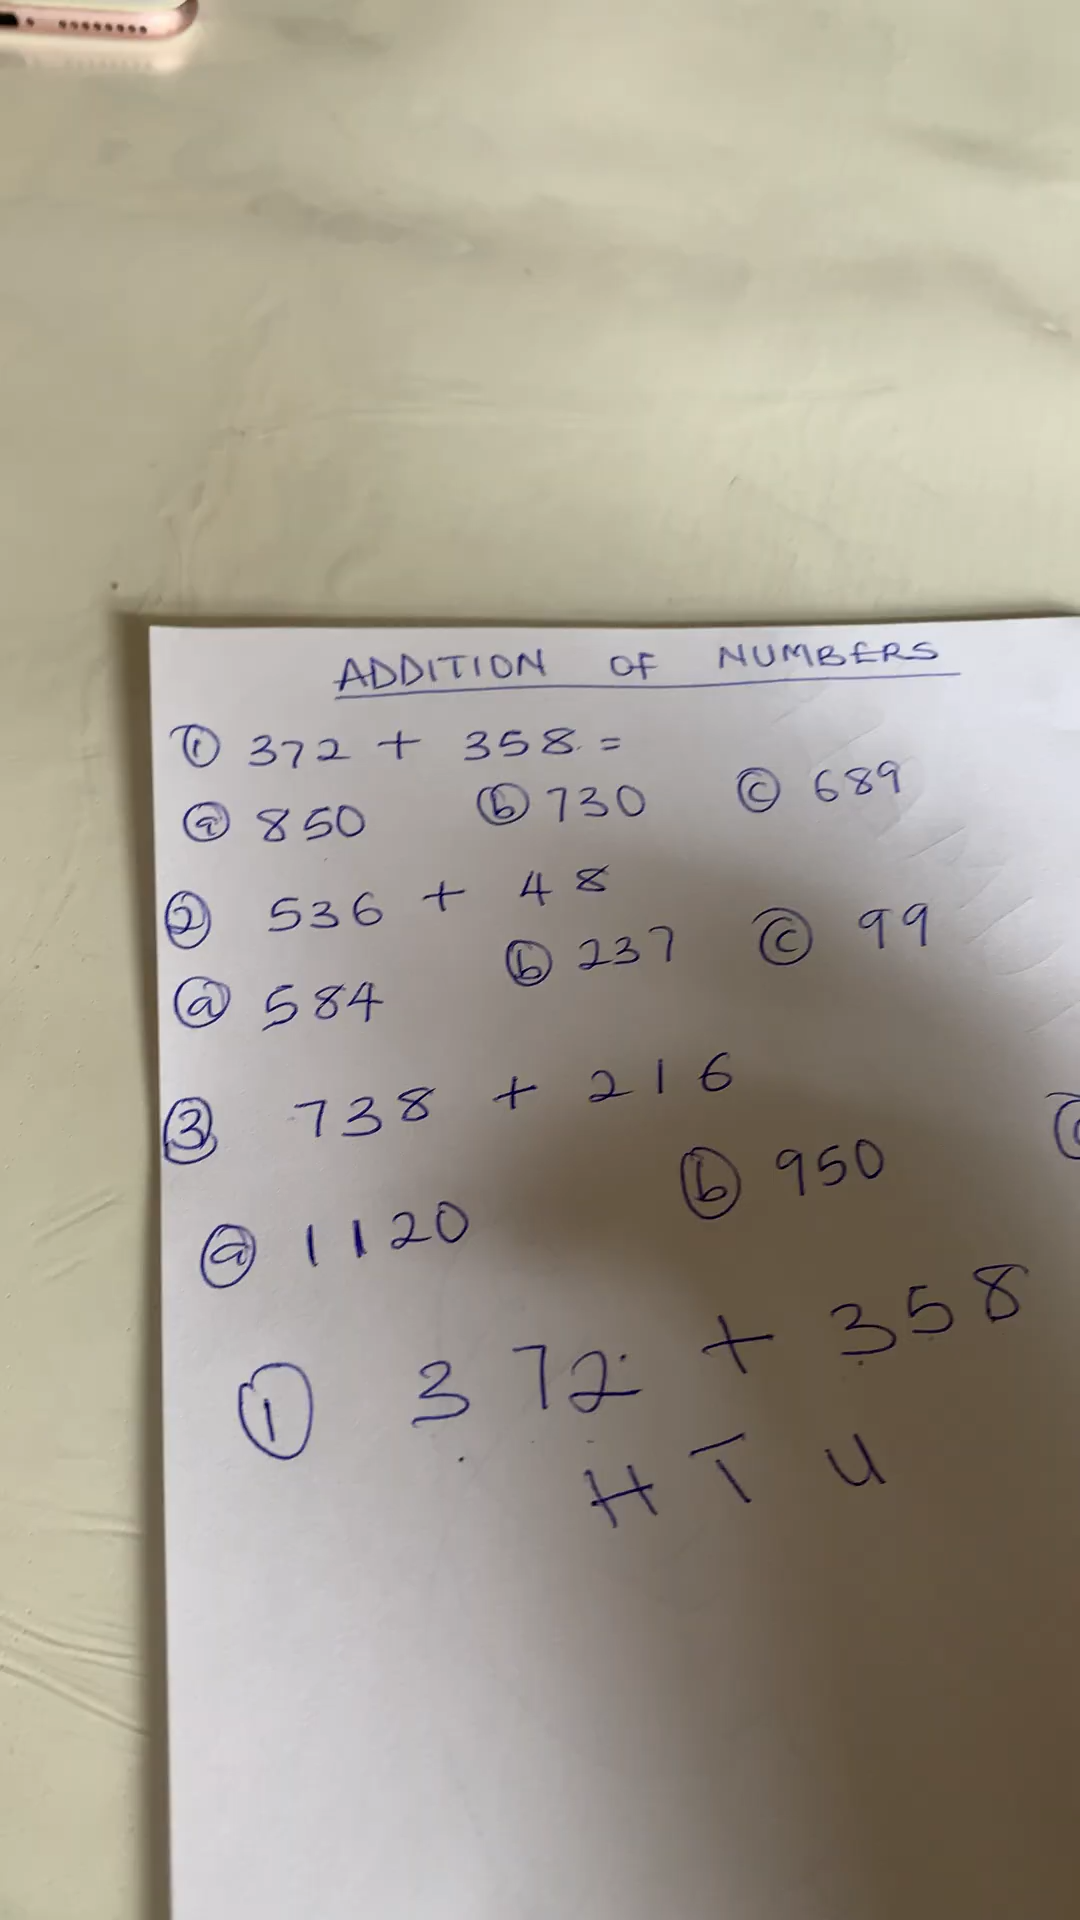 ADDITION OF NUMBERS
① 372 + 358 =
ⓐ 850 ⓑ 730 ⓒ 689
② 536 + 48
ⓐ 584 ⓑ 237 ⓒ 99
③ 738 + 216
ⓐ 1120 ⓑ 950
① 372 + 358
H T U